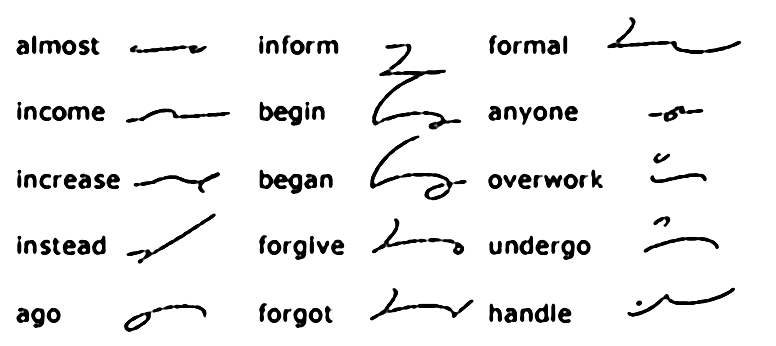 almost inform formal
income begin anyone
increase began overwork
instead forgive undergo
ago forgot handle